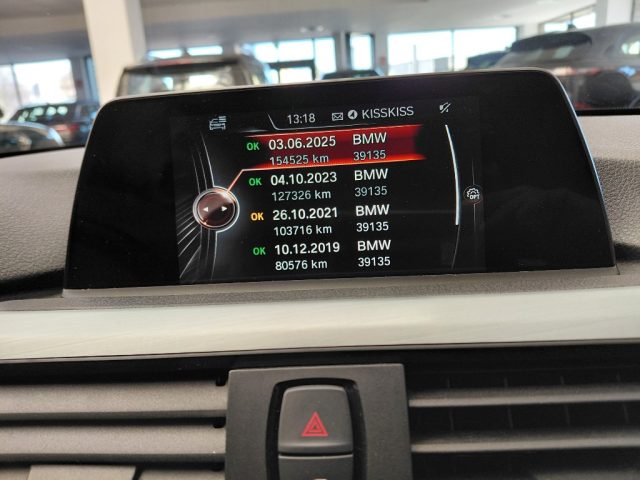 13:18 KISSKISS
OK 03.06.2025 BMW
154525 km 39135
OK 04.10.2023 BMW
127326 km 39135
OK 26.10.2021 BMW
103716 km 39135
OK 10.12.2019 BMW
80576 km 39135
OPT